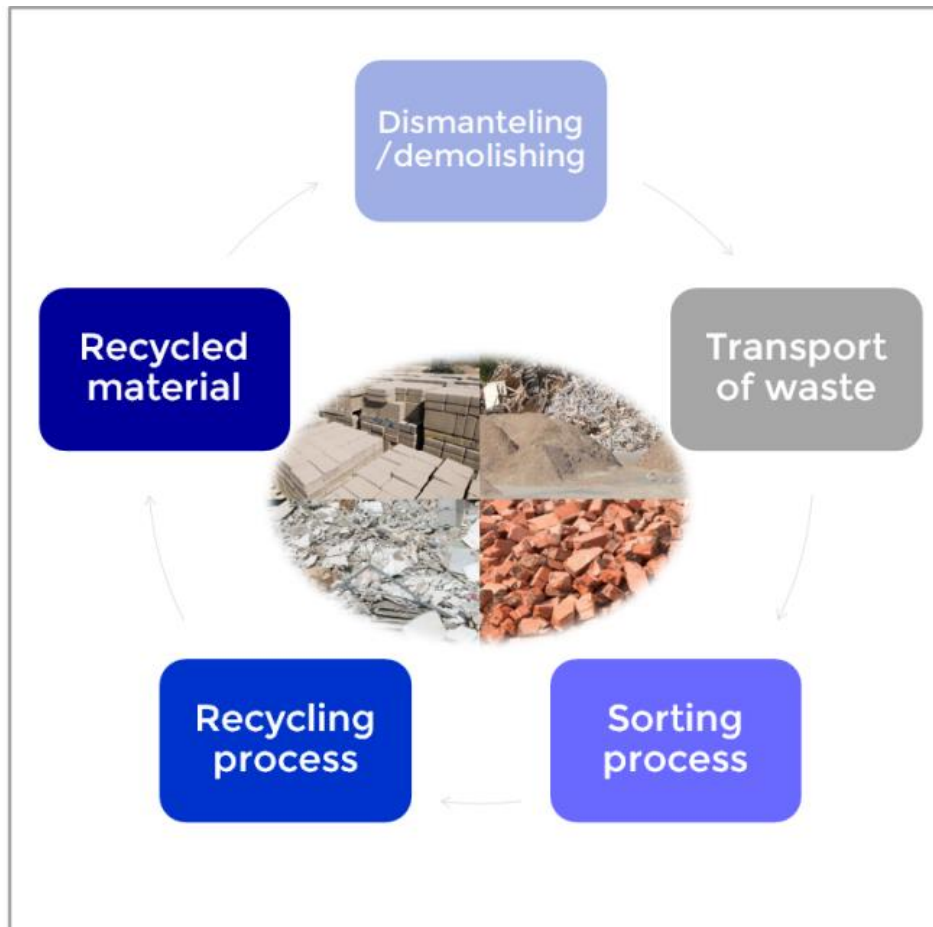 Dismanteling
/demolishing
Transport
of waste
Sorting
process
Recycling
process
Recycled
material